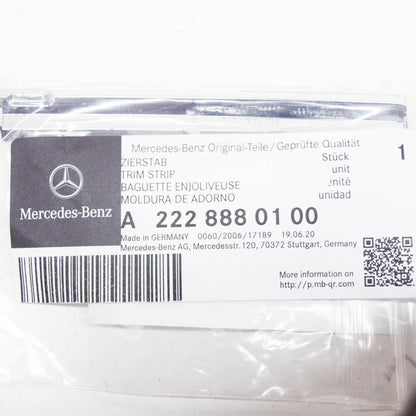 Mercedes-Benz Original-Teile/Geprüfte Qualität
ZIERSTAB
TRIM STRIP
BAGUETTE ENJOLIVEUSE
MOLDURA DE ADORNO
Stück
unit
unité
unidad
1
Mercedes-Benz
A 222 888 01 00
Made in GERMANY 0060/2006/17189 19.06.20
Mercedes-Benz AG, Mercedesstr.120, 70372 Stuttgart, Germany
More information on
http://p.mb-qr.com